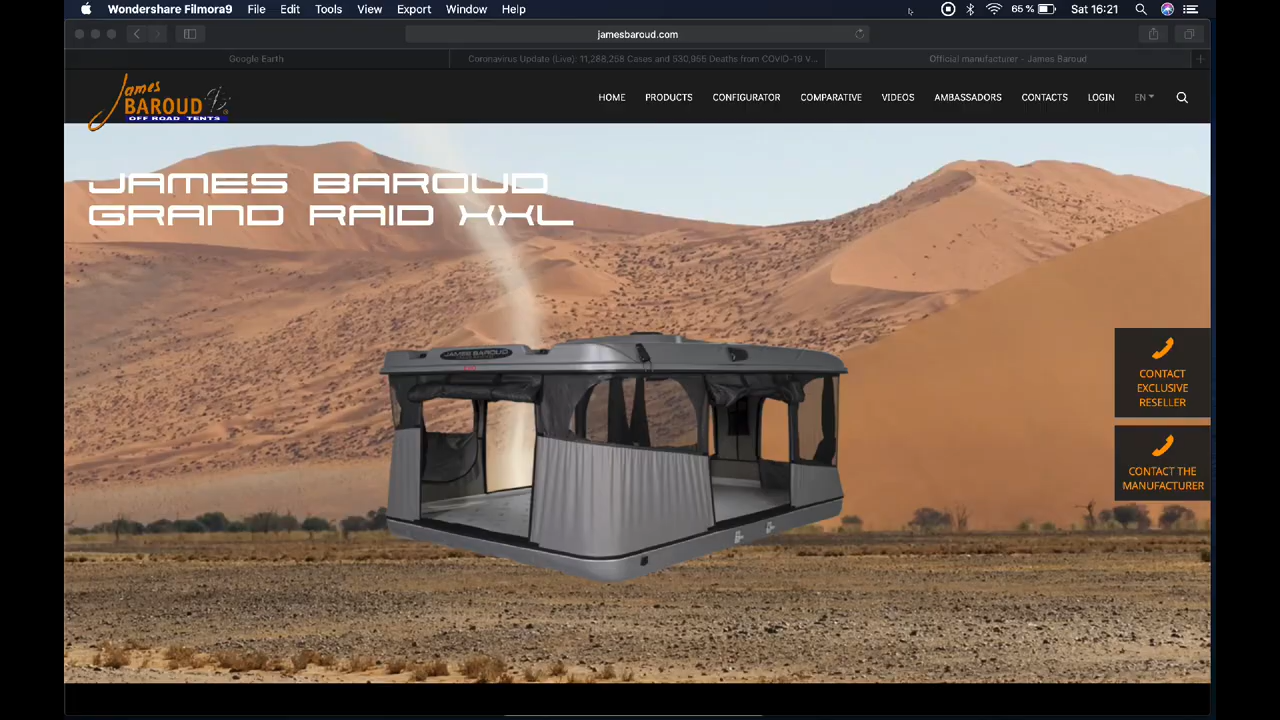 Wondershare Filmora9 File Edit Tools View Export Window Help 65 % Sat 16:21
jamesbaroud.com
Google Earth Coronavirus Update (Live): 11,288,258 Cases and 530,955 Deaths from COVID-19 V... Official manufacturer - James Baroud
James
BAROUD
OFF ROAD TENTS
HOME PRODUCTS CONFIGURATOR COMPARATIVE VIDEOS AMBASSADORS CONTACTS LOGIN EN
JAMES BAROUD
GRAND RAID XXL
JAMES BAROUD
CONTACT
EXCLUSIVE
RESELLER
CONTACT THE
MANUFACTURER